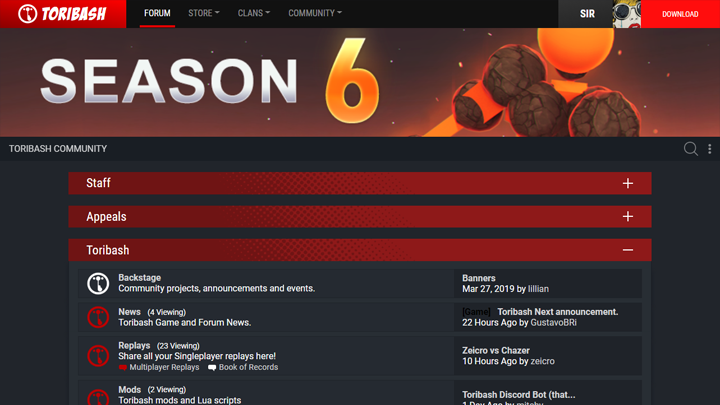 TORIBASH
FORUM STORE CLANS COMMUNITY SIR DOWNLOAD
SEASON 6
TORIBASH COMMUNITY
Staff
Appeals
Toribash
Backstage
Community projects, announcements and events.
Banners
Mar 27, 2019 by lillian
News (4 Viewing)
Toribash Game and Forum News.
[Game] Toribash Next announcement.
22 Hours Ago by GustavoBRi
Replays (23 Viewing)
Share all your Singleplayer replays here!
Multiplayer Replays Book of Records
Zeicro vs Chazer
10 Hours Ago by zeicro
Mods (2 Viewing)
Toribash mods and Lua scripts
Toribash Discord Bot (that...
1 Day Ago by